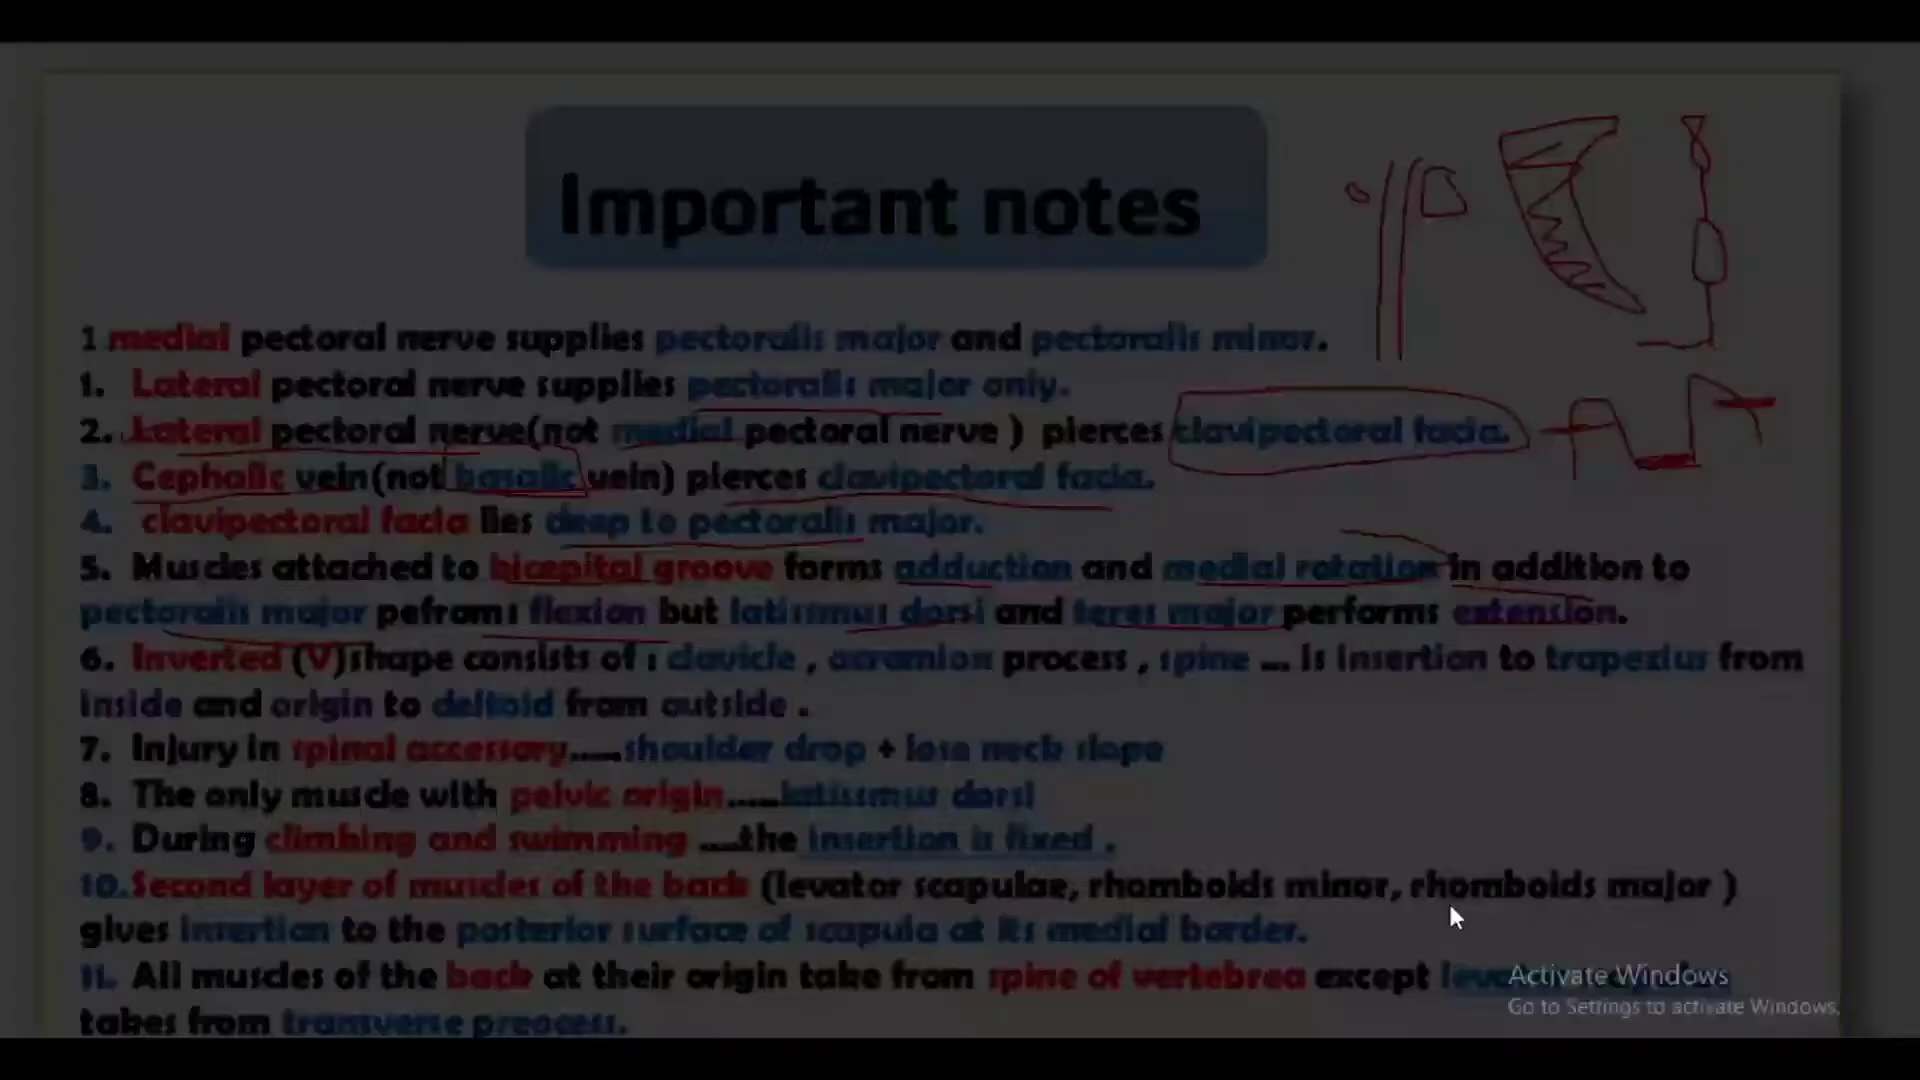 Important notes
1.medial pectoral nerve supplies pectoralis major and pectoralis minor.
1. Lateral pectoral nerve supplies pectoralis major only.
2. Lateral pectoral nerve(not medial pectoral nerve ) pierces clavipectoral facia.
3. Cephalic vein(not basalic vein) pierces clavipectoral facia.
4. clavipectoral facia lies deep to pectoralis major.
5. Muscles attached to bicepital groove forms adduction and medial rotation in addition to
pectoralis major peframs flexion but latissmus dorsi and teres major performs extension.
6. Inverted (V)shape consists of : clavicle , acramion process , spine ... is insertion to trapezius from
inside and origin to deltoid from outside .
7. Injury in spinal accessory......shoulder drop + lose neck slope
8. The only muscle with pelvic origin......latissmus dorsi
9. During climbing and swimming ....the insertion is fixed .
10.Second layer of muscles of the back (levator scapulae, rhomboids minor, rhomboids major )
gives insertion to the posterior surface of scapula at its medial border.
11. All muscles of the back at their origin take from spine of vertebrea except
takes from transverse preocess.
Activate Windows
Go to Settings to activate Windows.